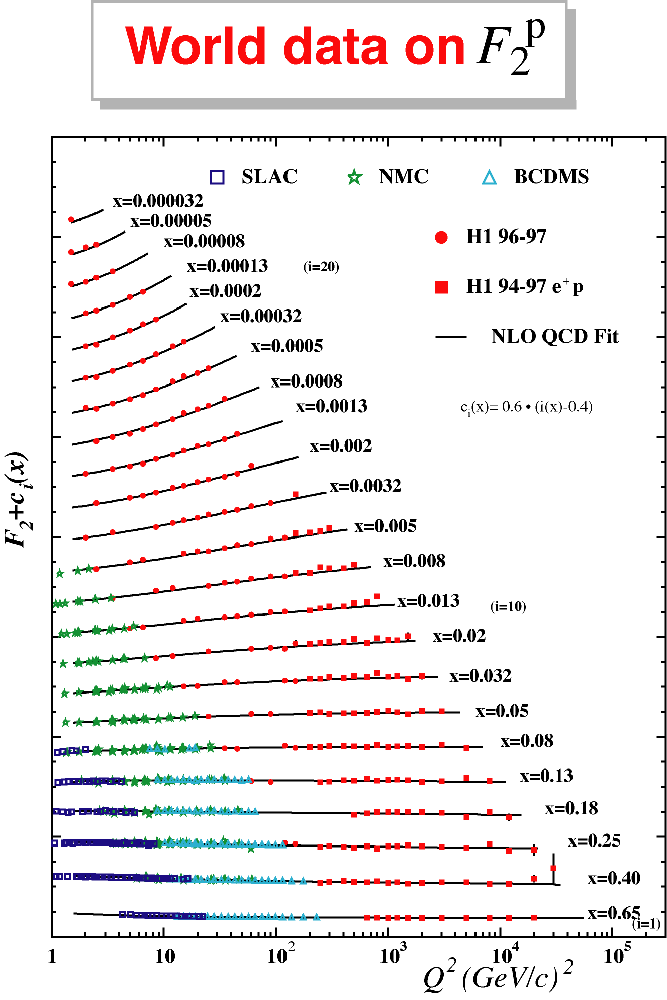 World data on F₂ᵖ
SLAC NMC BCDMS
x=0.000032
x=0.00005
H1 96-97
x=0.00008
x=0.00013 (i=20)
H1 94-97 e⁺p
x=0.0002
x=0.00032
NLO QCD Fit
x=0.0005
x=0.0008
x=0.0013
cᵢ(x)= 0.6 • (i(x)-0.4)
x=0.002
x=0.0032
F₂+cᵢ(x)
x=0.005
x=0.008
x=0.013 (i=10)
x=0.02
x=0.032
x=0.05
x=0.08
x=0.13
x=0.18
x=0.25
x=0.40
x=0.65
(i=1)
1 10 10² 10³ 10⁴ 10⁵
Q² (GeV/c)²